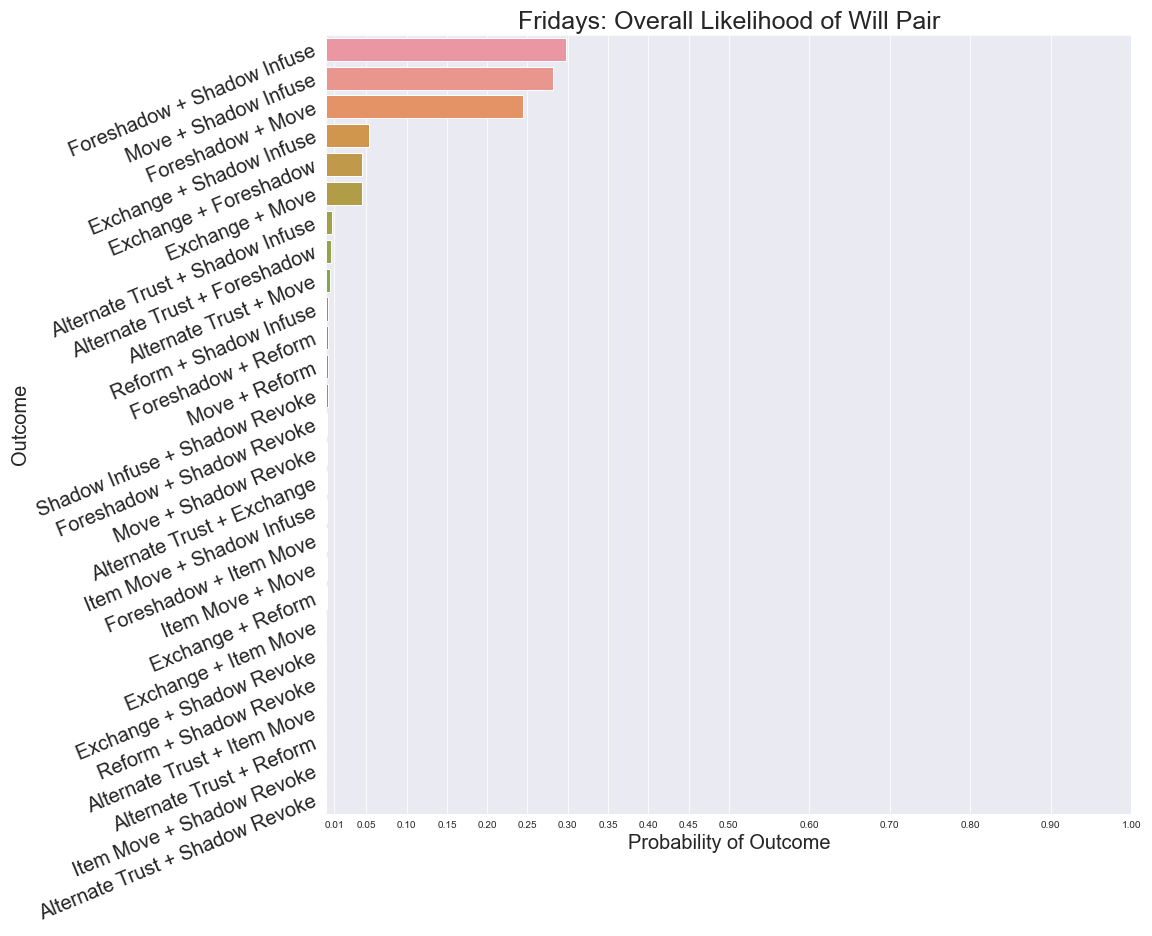 Fridays: Overall Likelihood of Will Pair
Foreshadow + Shadow Infuse
Move + Shadow Infuse
Foreshadow + Move
Exchange + Shadow Infuse
Exchange + Foreshadow
Exchange + Move
Alternate Trust + Shadow Infuse
Alternate Trust + Foreshadow
Alternate Trust + Move
Reform + Shadow Infuse
Foreshadow + Reform
Move + Reform
Shadow Infuse + Shadow Revoke
Foreshadow + Shadow Revoke
Move + Shadow Revoke
Alternate Trust + Exchange
Item Move + Shadow Infuse
Foreshadow + Item Move
Item Move + Move
Exchange + Reform
Exchange + Item Move
Exchange + Shadow Revoke
Reform + Shadow Revoke
Alternate Trust + Item Move
Alternate Trust + Reform
Item Move + Shadow Revoke
Alternate Trust + Shadow Revoke
Outcome
0.01 0.05 0.10 0.15 0.20 0.25 0.30 0.35 0.40 0.45 0.50 0.60 0.70 0.80 0.90 1.00
Probability of Outcome